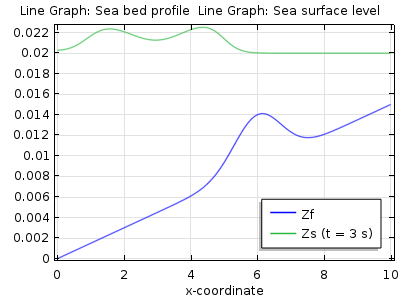 Line Graph: Sea bed profile  Line Graph: Sea surface level
0.022
0.02
0.018
0.016
0.014
0.012
0.01
0.008
0.006
0.004
0.002
0
Zf
Zs (t = 3 s)
0 2 4 6 8 10
x-coordinate